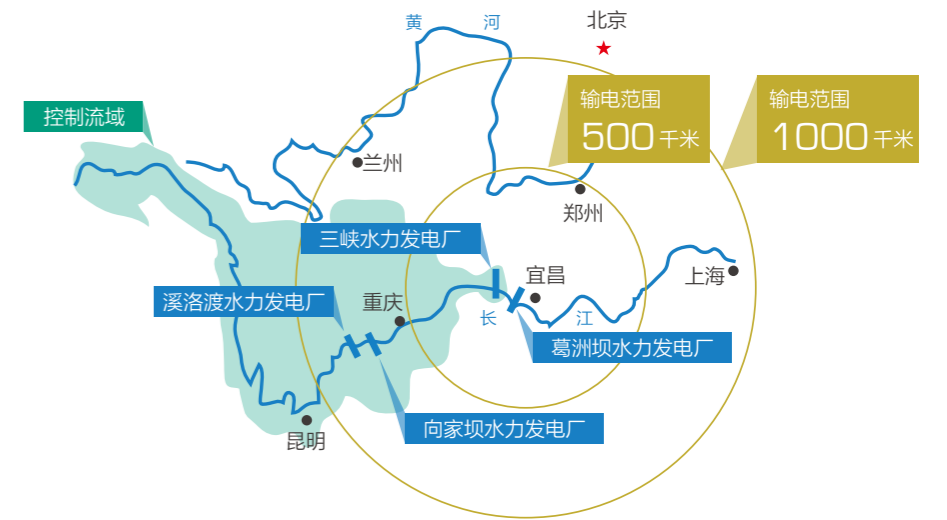 黄 河
北京
控制流域
输电范围
500千米
输电范围
1000千米
兰州
郑州
三峡水力发电厂
宜昌
上海
溪洛渡水力发电厂
重庆
长 江
葛洲坝水力发电厂
向家坝水力发电厂
昆明